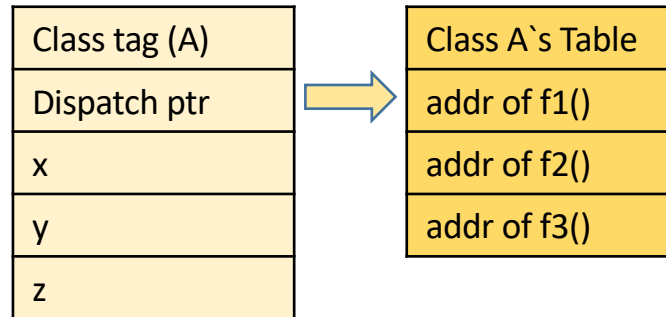 Class tag (A)
Dispatch ptr
x
y
z
Class A`s Table
addr of f1()
addr of f2()
addr of f3()